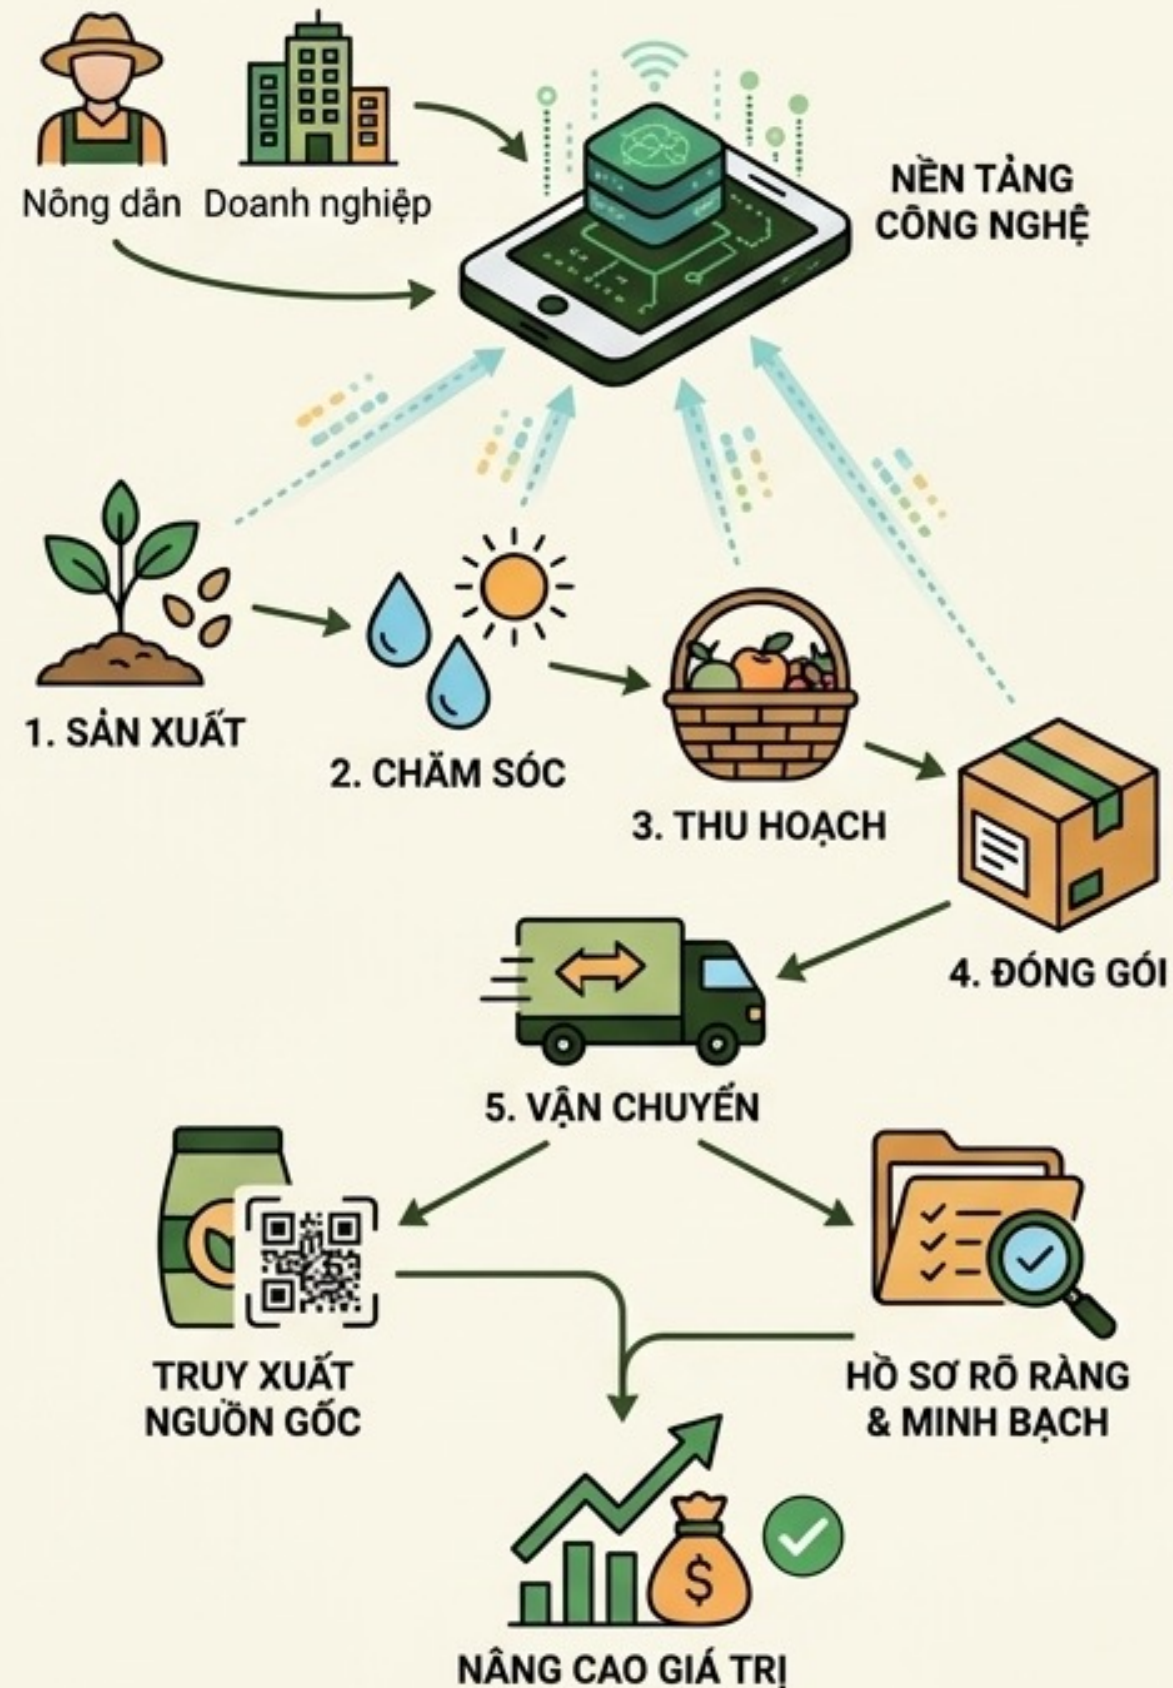 Nông dân
Doanh nghiệp
NỀN TẢNG
CÔNG NGHỆ
1. SẢN XUẤT
2. CHĂM SÓC
3. THU HOẠCH
4. ĐÓNG GÓI
5. VẬN CHUYỂN
TRUY XUẤT
NGUỒN GỐC
HỒ SƠ RÕ RÀNG
& MINH BẠCH
$
NÂNG CAO GIÁ TRỊ